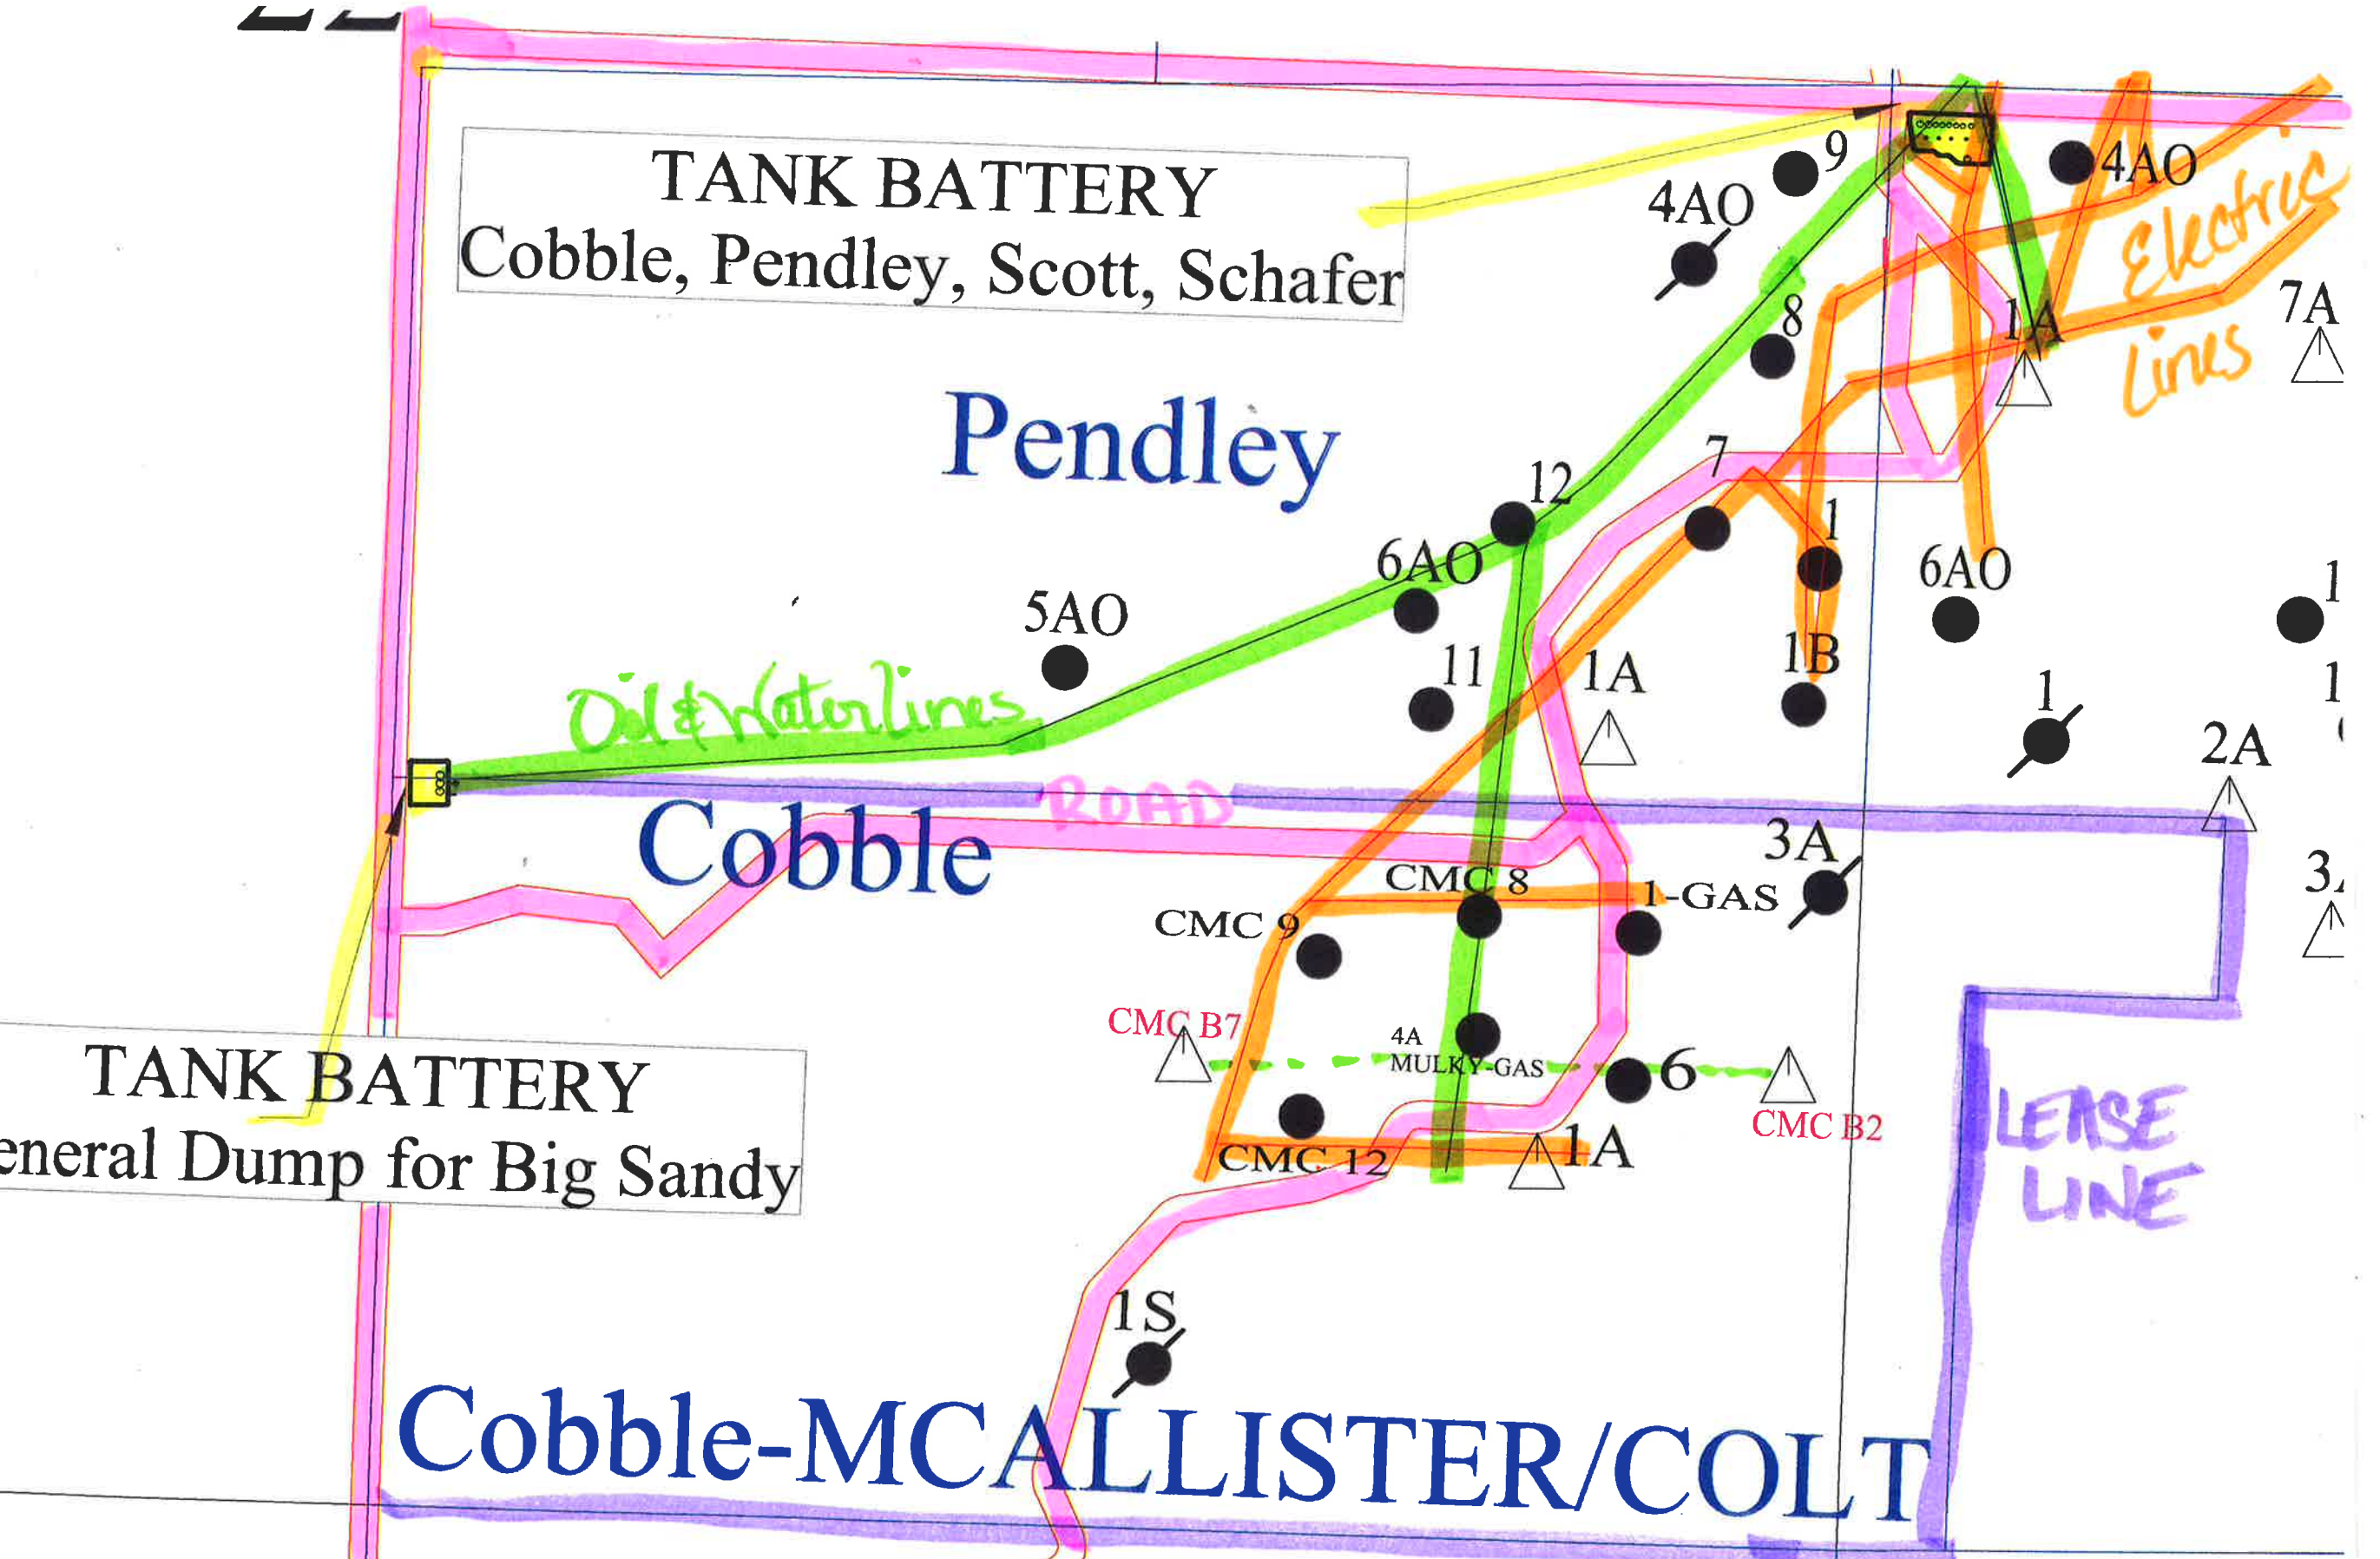 TANK BATTERY
Cobble, Pendley, Scott, Schafer
9
4AO
4AO
Electric
Lines
8
1A
7A
Pendley
7
12
1
6AO
6AO
5AO
1
11
1A
1B
1
1
2A
Oil & Water lines
ROAD
Cobble
3A
CMC 8
1-GAS
CMC 9
CMC B7
4A
MULKY-GAS
6
CMC B2
TANK BATTERY
eneral Dump for Big Sandy
CMC 12
1A
LEASE
LINE
1S
Cobble-MCALLISTER/COLT